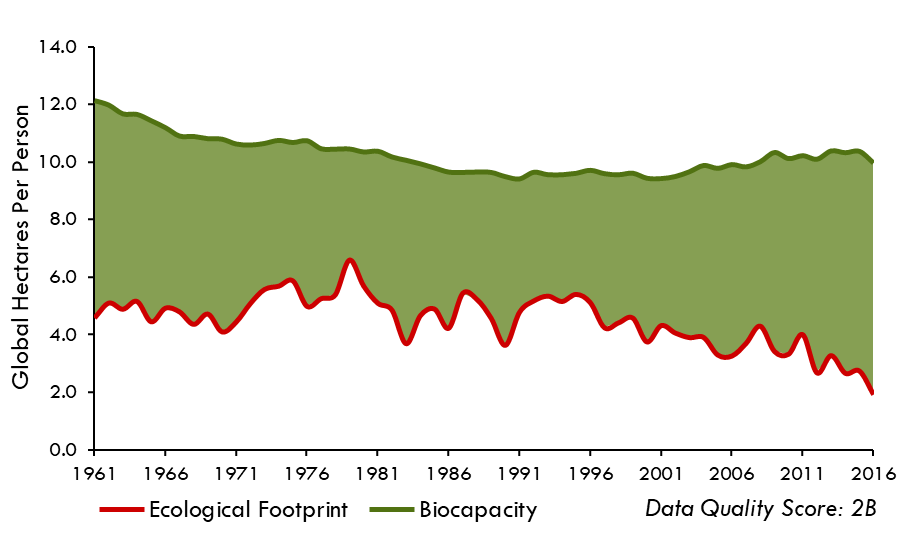 Global Hectares Per Person
14.0
12.0
10.0
8.0
6.0
4.0
2.0
0.0
1961 1966 1971 1976 1981 1986 1991 1996 2001 2006 2011 2016
Ecological Footprint Biocapacity Data Quality Score: 2B